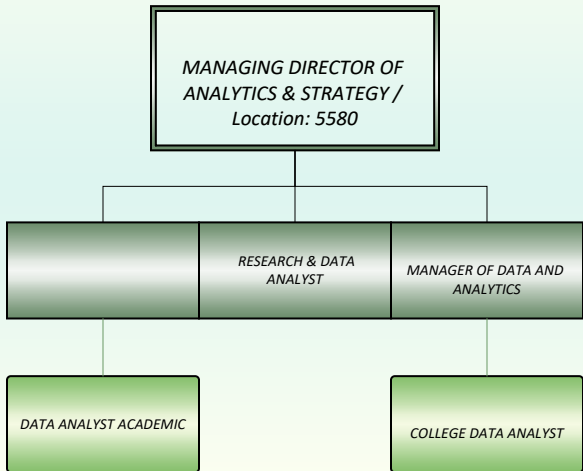 MANAGING DIRECTOR OF
ANALYTICS & STRATEGY /
Location: 5580
RESEARCH & DATA
ANALYST
MANAGER OF DATA AND
ANALYTICS
DATA ANALYST ACADEMIC
COLLEGE DATA ANALYST